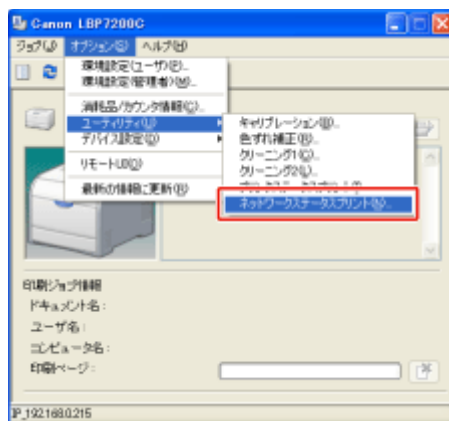 Canon LBP7200C
ジョブ(J) オプション(S) ヘルプ(H)
環境設定(ユーザ)(P)...
環境設定(管理者)(M)...
消耗品/カウンタ情報(C)...
ユーティリティ(U)
デバイス設定(D)
リモートUI(Q)
最新の情報に更新(R)
キャリブレーション(B)...
色ずれ補正(R)...
クリーニング1(C)...
クリーニング2(L)...
ネットワークステータスプリント(N)...
印刷ジョブ情報
ドキュメント名:
ユーザ名:
コンピュータ名:
印刷ページ:
IP_192.168.0.215